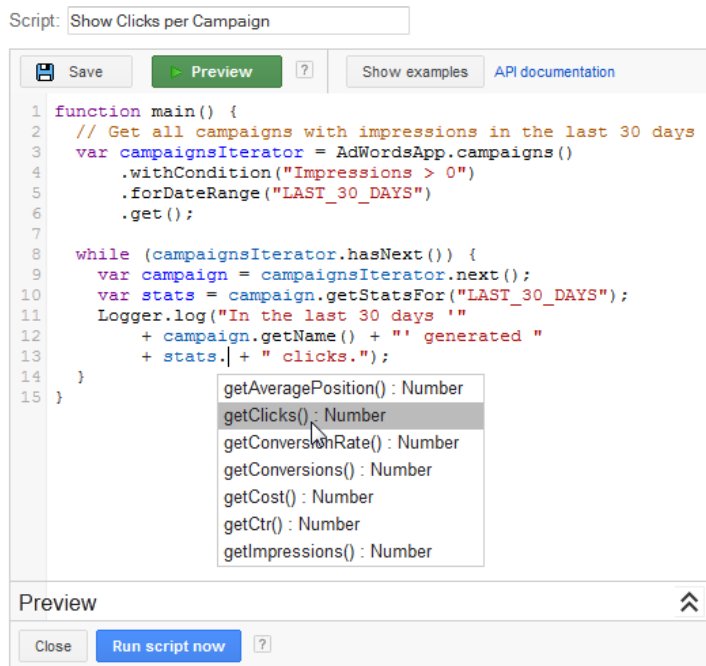 Script: Show Clicks per Campaign
Save Preview ? Show examples API documentation
1 function main() {
2 // Get all campaigns with impressions in the last 30 days
3 var campaignsIterator = AdWordsApp.campaigns()
4 .withCondition("Impressions > 0")
5 .forDateRange("LAST_30_DAYS")
6 .get();
7
8 while (campaignsIterator.hasNext()) {
9 var campaign = campaignsIterator.next();
10 var stats = campaign.getStatsFor("LAST_30_DAYS");
11 Logger.log("In the last 30 days '"
12 + campaign.getName() + "' generated "
13 + stats. + " clicks.");
14 }
15 }
getAveragePosition() : Number
getClicks() : Number
getConversionRate() : Number
getConversions() : Number
getCost() : Number
getCtr() : Number
getImpressions() : Number
Preview
Close Run script now ?